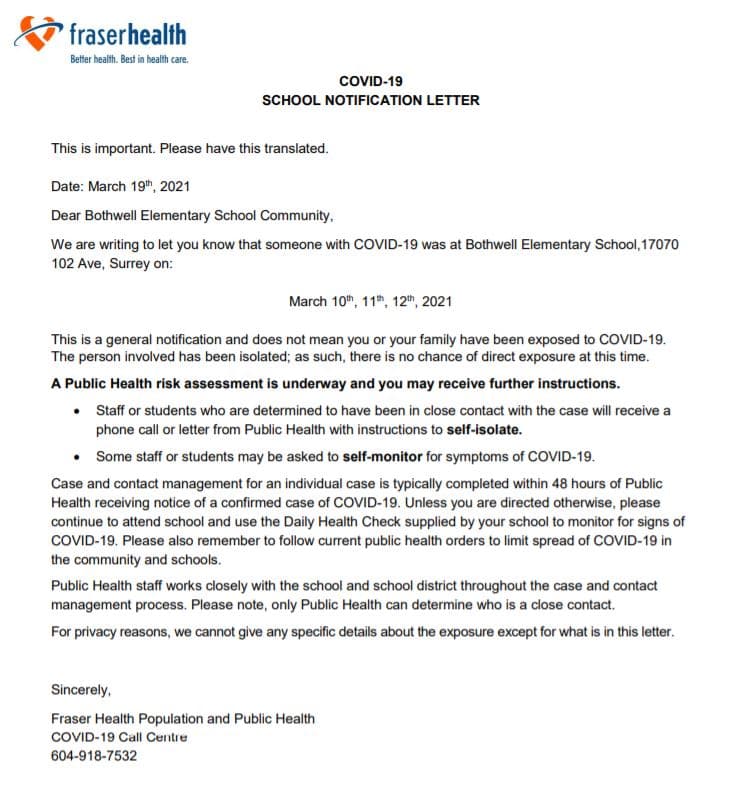 fraserhealth
Better health. Best in health care.
COVID-19
SCHOOL NOTIFICATION LETTER
This is important. Please have this translated.
Date: March 19th, 2021
Dear Bothwell Elementary School Community,
We are writing to let you know that someone with COVID-19 was at Bothwell Elementary School,17070
102 Ave, Surrey on:
March 10th, 11th, 12th, 2021
This is a general notification and does not mean you or your family have been exposed to COVID-19.
The person involved has been isolated; as such, there is no chance of direct exposure at this time.
A Public Health risk assessment is underway and you may receive further instructions.
• Staff or students who are determined to have been in close contact with the case will receive a
phone call or letter from Public Health with instructions to self-isolate.
• Some staff or students may be asked to self-monitor for symptoms of COVID-19.
Case and contact management for an individual case is typically completed within 48 hours of Public
Health receiving notice of a confirmed case of COVID-19. Unless you are directed otherwise, please
continue to attend school and use the Daily Health Check supplied by your school to monitor for signs of
COVID-19. Please also remember to follow current public health orders to limit spread of COVID-19 in
the community and schools.
Public Health staff works closely with the school and school district throughout the case and contact
management process. Please note, only Public Health can determine who is a close contact.
For privacy reasons, we cannot give any specific details about the exposure except for what is in this letter.
Sincerely,
Fraser Health Population and Public Health
COVID-19 Call Centre
604-918-7532